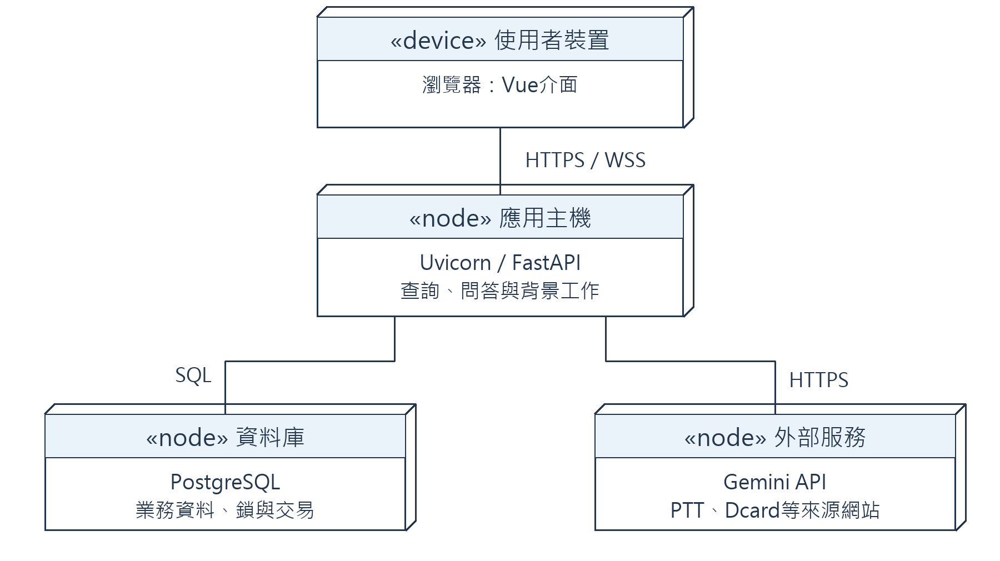 «device» 使用者裝置
瀏覽器：Vue介面
HTTPS / WSS
«node» 應用主機
Uvicorn / FastAPI
查詢、問答與背景工作
SQL
HTTPS
«node» 資料庫
PostgreSQL
業務資料、鎖與交易
«node» 外部服務
Gemini API
PTT、Dcard等來源網站